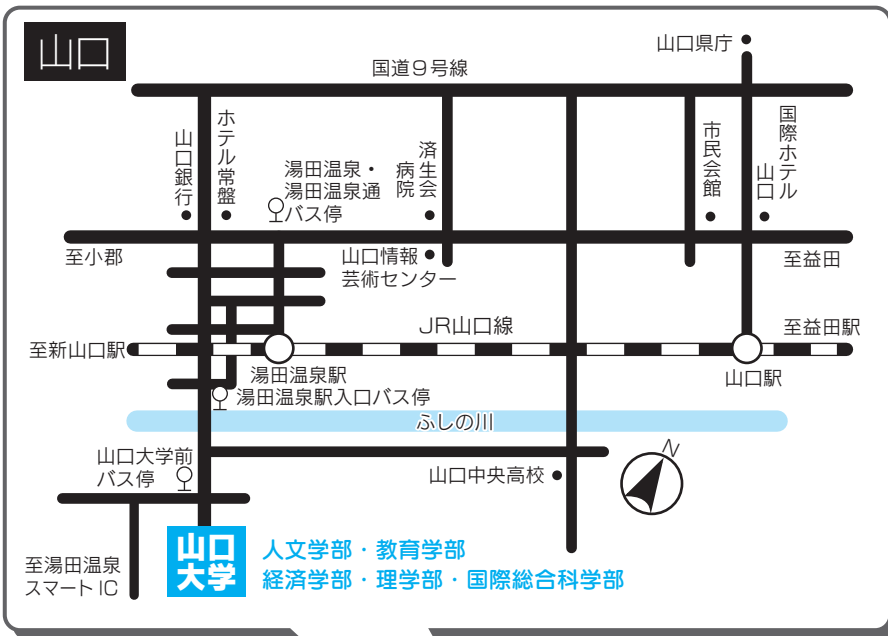 山口
山口県庁
国道9号線
山口銀行
ホテル常盤
湯田温泉・
湯田温泉通
バス停
済生会
病院
市民会館
国際ホテル
山口
至小郡
山口情報
芸術センター
至益田
JR山口線
至益田駅
至新山口駅
湯田温泉駅
湯田温泉駅入口バス停
山口駅
ふしの川
山口大学前
バス停
山口中央高校
N
至湯田温泉
スマートIC
山口
大学
人文学部・教育学部
経済学部・理学部・国際総合科学部